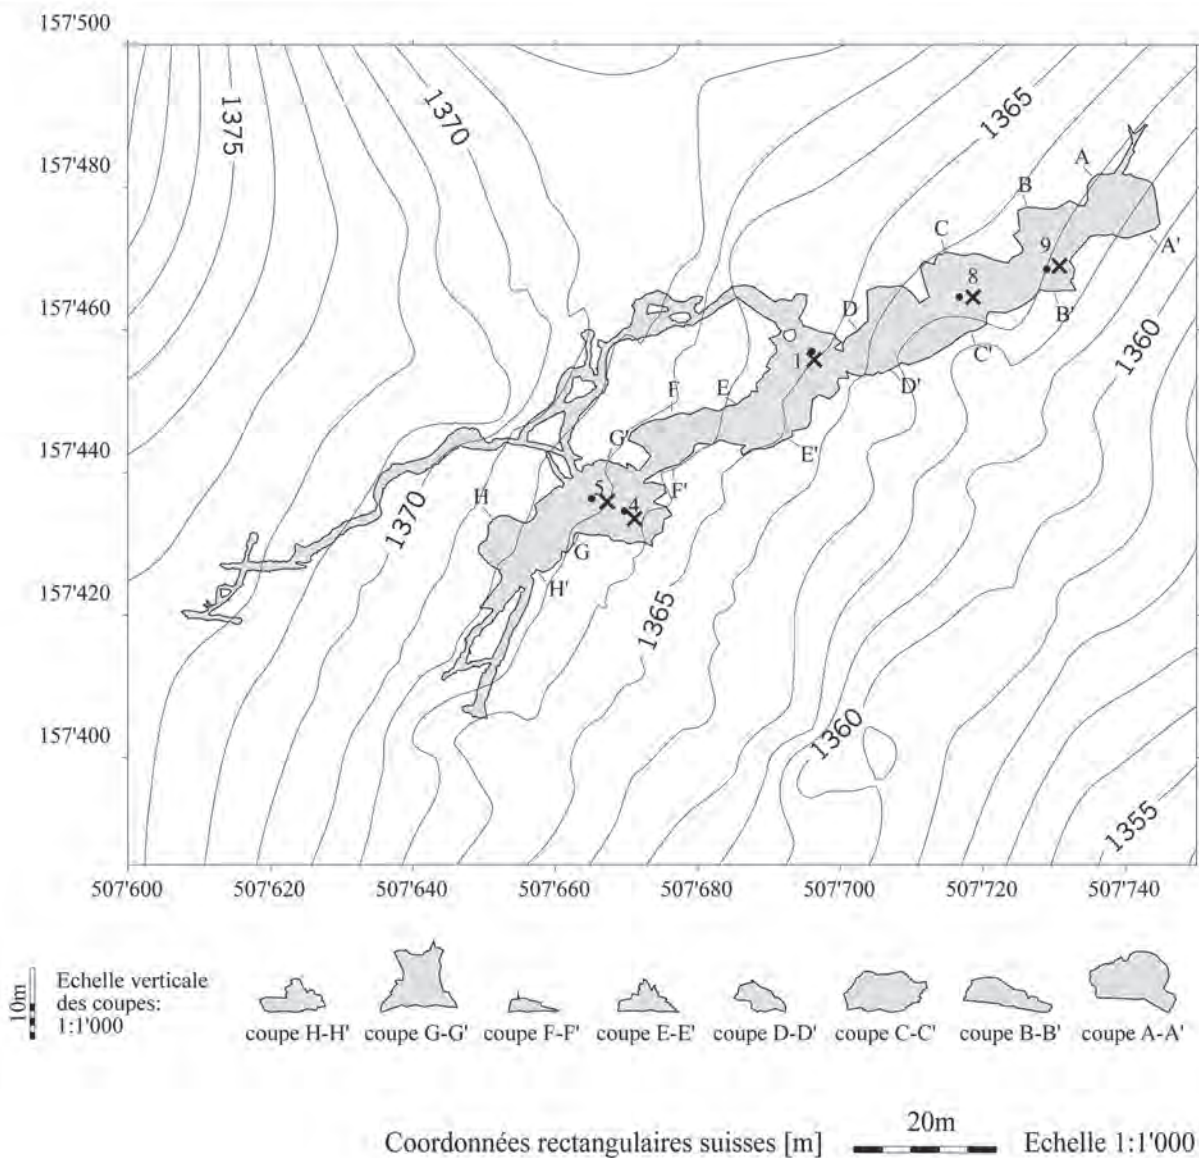 157'500
1375
1370
1365
157'480
A
B
A'
C
9
8
B'
157'460
D
C'
1360
1
D'
F
E
157'440
G'
E'
5
4
F'
H
1370
G
H'
157'420
1365
157'400
1360
1355
507'600 507'620 507'640 507'660 507'680 507'700 507'720 507'740
10m
Echelle verticale
des coupes:
1:1'000
coupe H-H' coupe G-G' coupe F-F' coupe E-E' coupe D-D' coupe C-C' coupe B-B' coupe A-A'
20m
Coordonnées rectangulaires suisses [m] Echelle 1:1'000